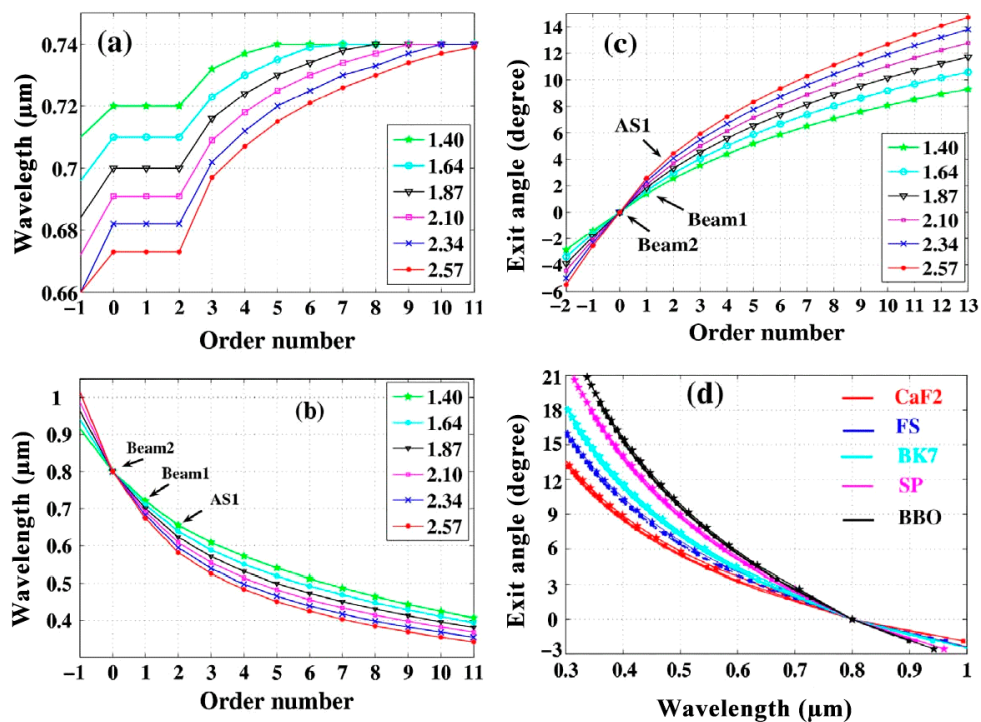 (a)
Wavelegth (μm)
0.74
0.72
0.7
0.68
0.66
1.40
1.64
1.87
2.10
2.34
2.57
−1 0 1 2 3 4 5 6 7 8 9 10 11
Order number
(c)
Exit angle (degree)
14
12
10
8
6
4
2
0
−2
−4
−6
AS1
Beam1
Beam2
1.40
1.64
1.87
2.10
2.34
2.57
−2 −1 0 1 2 3 4 5 6 7 8 9 10 11 12 13
Order number
(b)
Wavelength (μm)
1
0.9
0.8
0.7
0.6
0.5
0.4
Beam2
Beam1
AS1
1.40
1.64
1.87
2.10
2.34
2.57
−1 0 1 2 3 4 5 6 7 8 9 10 11
Order number
(d)
Exit angle (degree)
21
18
15
12
9
6
3
0
−3
CaF2
FS
BK7
SP
BBO
0.3 0.4 0.5 0.6 0.7 0.8 0.9 1
Wavelength (μm)